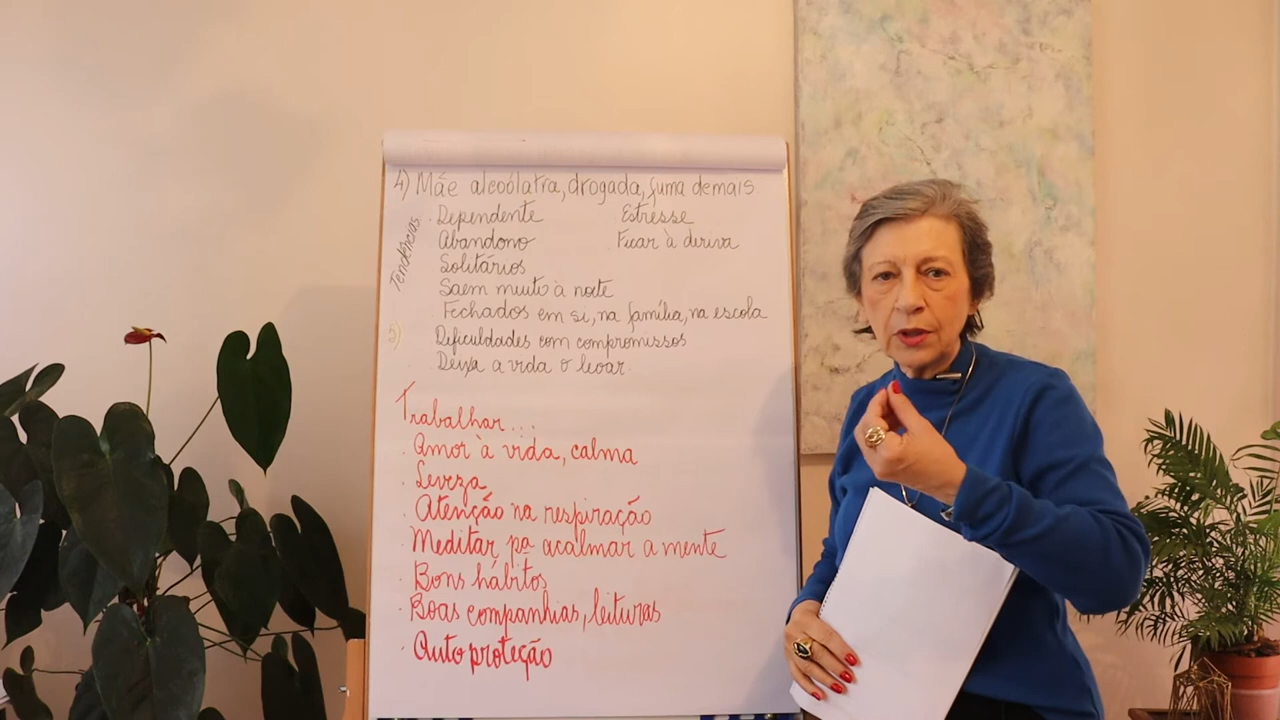 4) Mãe alcoólatra, drogada, fuma demais
Tendências
. Dependente
Estresse
Abandono
Ficar à deriva
Solitários
Saem muito à noite
Fechados em si, na família, na escola
5)
Dificuldades com compromissos
Deixa a vida o levar.
Trabalhar...
. Amor à vida, calma
. Leveza
. Atenção na respiração
. Meditar pª acalmar a mente
. Bons hábitos
. Boas companhias, leituras
. Auto proteção